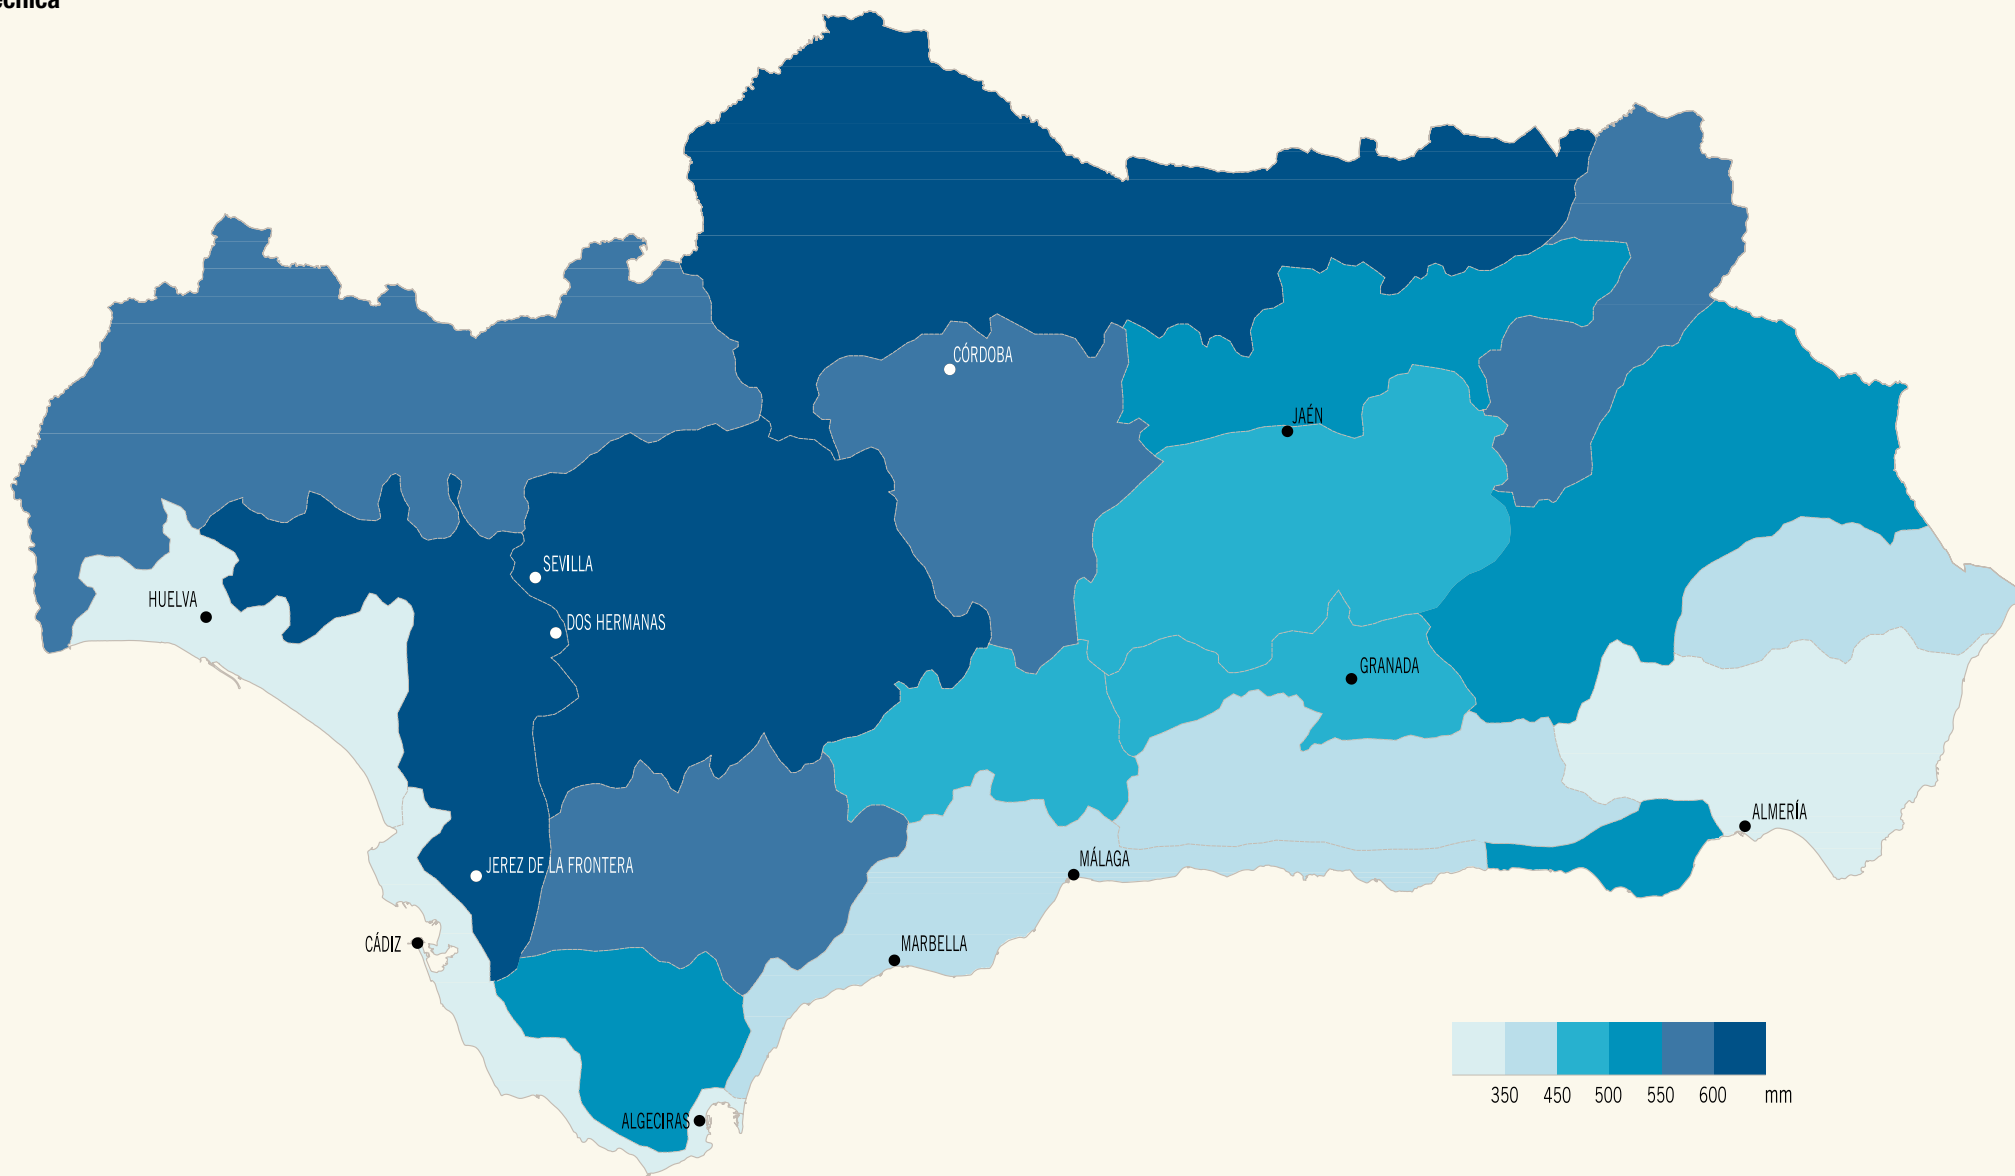 CÓRDOBA
JAÉN
SEVILLA
HUELVA
DOS HERMANAS
GRANADA
ALMERÍA
MÁLAGA
JEREZ DE LA FRONTERA
CÁDIZ
MARBELLA
ALGECIRAS
350 450 500 550 600 mm